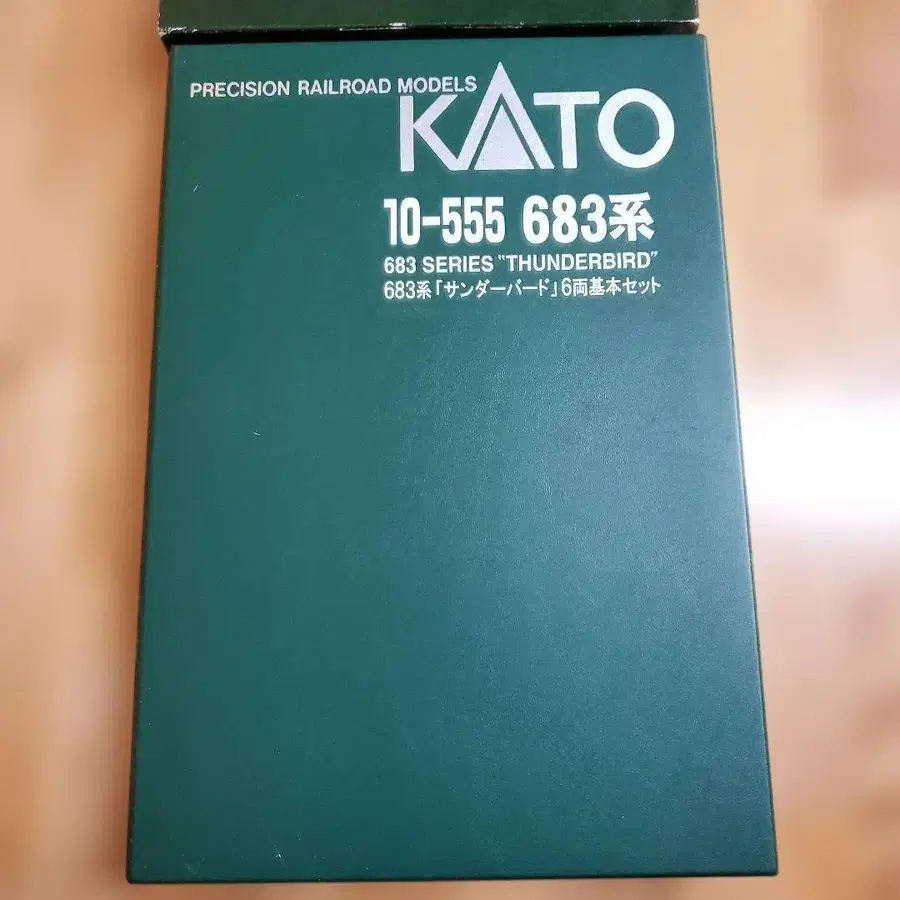 PRECISION RAILROAD MODELS
KATO
10-555 683系
683 SERIES "THUNDERBIRD"
683系「サンダーバード」6両基本セット